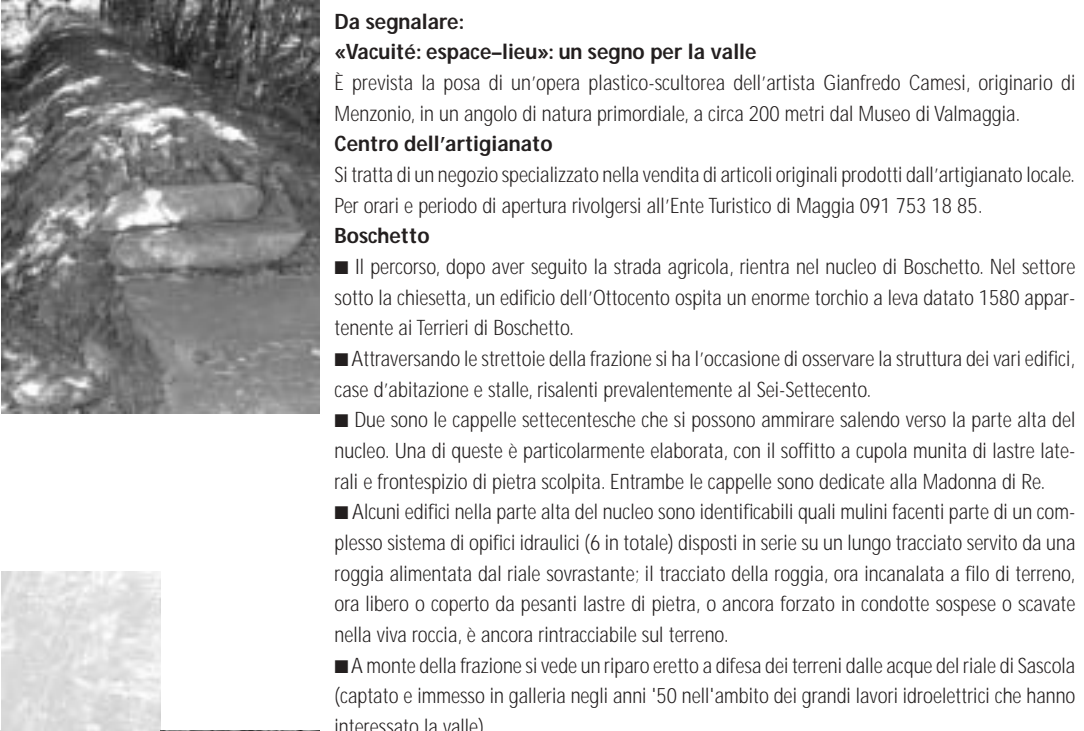 Da segnalare:
«Vacuité: espace–lieu»: un segno per la valle
È prevista la posa di un'opera plastico-scultorea dell'artista Gianfredo Camesi, originario di
Menzonio, in un angolo di natura primordiale, a circa 200 metri dal Museo di Valmaggia.
Centro dell'artigianato
Si tratta di un negozio specializzato nella vendita di articoli originali prodotti dall'artigianato locale.
Per orari e periodo di apertura rivolgersi all'Ente Turistico di Maggia 091 753 18 85.
Boschetto
■ Il percorso, dopo aver seguito la strada agricola, rientra nel nucleo di Boschetto. Nel settore
sotto la chiesetta, un edificio dell'Ottocento ospita un enorme torchio a leva datato 1580 appar-
tenente ai Terrieri di Boschetto.
■ Attraversando le strettoie della frazione si ha l'occasione di osservare la struttura dei vari edifici,
case d'abitazione e stalle, risalenti prevalentemente al Sei-Settecento.
■ Due sono le cappelle settecentesche che si possono ammirare salendo verso la parte alta del
nucleo. Una di queste è particolarmente elaborata, con il soffitto a cupola munita di lastre late-
rali e frontespizio di pietra scolpita. Entrambe le cappelle sono dedicate alla Madonna di Re.
■ Alcuni edifici nella parte alta del nucleo sono identificabili quali mulini facenti parte di un com-
plesso sistema di opifici idraulici (6 in totale) disposti in serie su un lungo tracciato servito da una
roggia alimentata dal riale sovrastante; il tracciato della roggia, ora incanalata a filo di terreno,
ora libero o coperto da pesanti lastre di pietra, o ancora forzato in condotte sospese o scavate
nella viva roccia, è ancora rintracciabile sul terreno.
■ A monte della frazione si vede un riparo eretto a difesa dei terreni dalle acque del riale di Sascola
(captato e immesso in galleria negli anni '50 nell'ambito dei grandi lavori idroelettrici che hanno
interessato la valle)